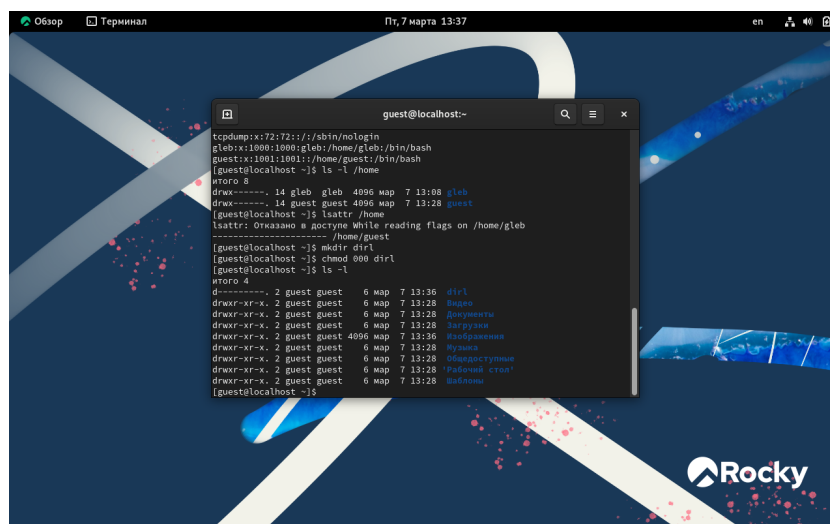 Обзор Терминал Пт, 7 марта 13:37 en
guest@localhost:~
tcpdump:x:72:72::/:/sbin/nologin
gleb:x:1000:1000:gleb:/home/gleb:/bin/bash
guest:x:1001:1001::/home/guest:/bin/bash
[guest@localhost ~]$ ls -l /home
итого 8
drwx------. 14 gleb  gleb  4096 мар  7 13:08 gleb
drwx------. 14 guest guest 4096 мар  7 13:28 guest
[guest@localhost ~]$ lsattr /home
lsattr: Отказано в доступе While reading flags on /home/gleb
---------------------- /home/guest
[guest@localhost ~]$ mkdir dirl
[guest@localhost ~]$ chmod 000 dirl
[guest@localhost ~]$ ls -l
итого 4
d---------. 2 guest guest    6 мар  7 13:36  dirl
drwxr-xr-x. 2 guest guest    6 мар  7 13:28  Видео
drwxr-xr-x. 2 guest guest    6 мар  7 13:28  Документы
drwxr-xr-x. 2 guest guest    6 мар  7 13:28  Загрузки
drwxr-xr-x. 2 guest guest 4096 мар  7 13:36  Изображения
drwxr-xr-x. 2 guest guest    6 мар  7 13:28  Музыка
drwxr-xr-x. 2 guest guest    6 мар  7 13:28  Общедоступные
drwxr-xr-x. 2 guest guest    6 мар  7 13:28 'Рабочий стол'
drwxr-xr-x. 2 guest guest    6 мар  7 13:28  Шаблоны
[guest@localhost ~]$
Rocky